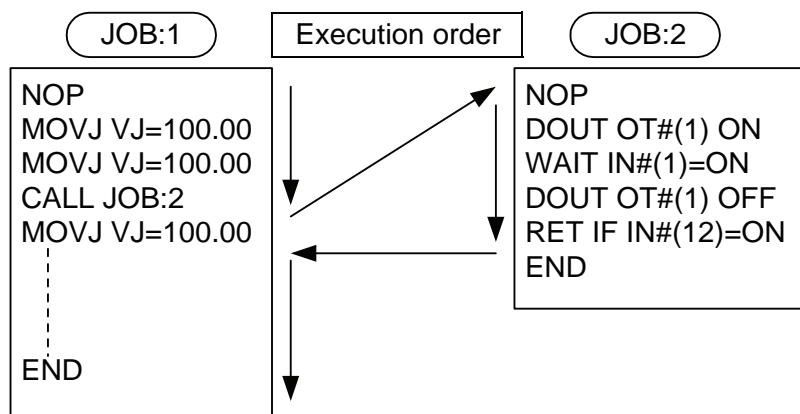 JOB:1
Execution order
JOB:2
NOP
MOVJ VJ=100.00
MOVJ VJ=100.00
CALL JOB:2
MOVJ VJ=100.00
END
NOP
DOUT OT#(1) ON
WAIT IN#(1)=ON
DOUT OT#(1) OFF
RET IF IN#(12)=ON
END